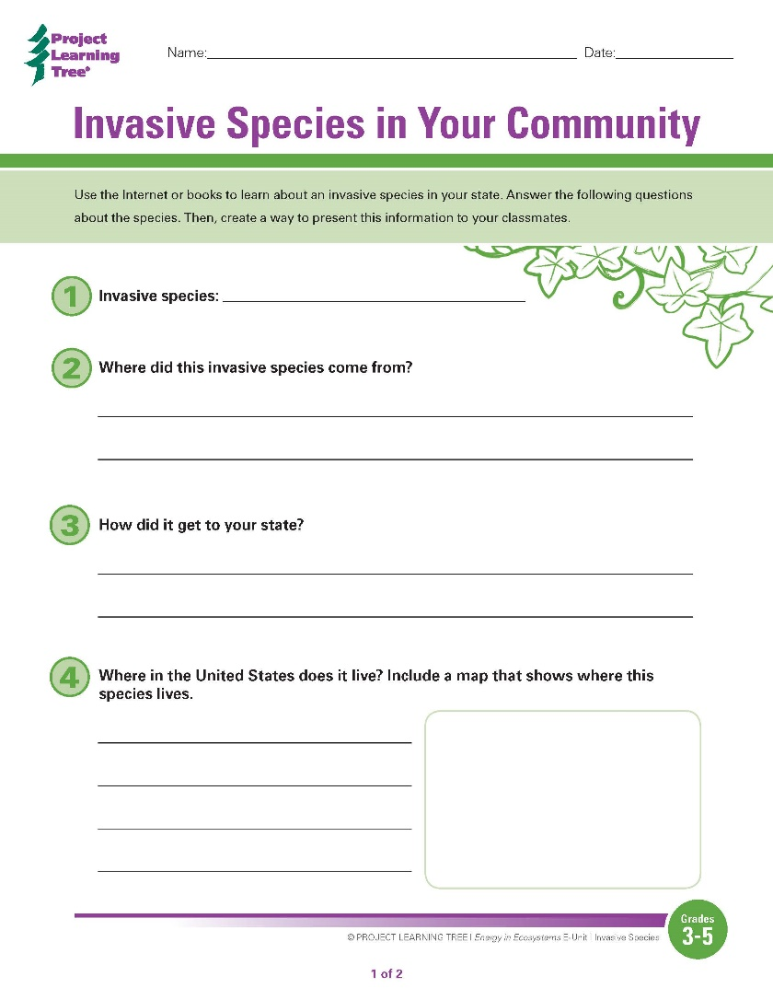 Project
Learning
Tree®
Name: Date:
Invasive Species in Your Community
Use the Internet or books to learn about an invasive species in your state. Answer the following questions
about the species. Then, create a way to present this information to your classmates.
1 Invasive species:
2 Where did this invasive species come from?
3 How did it get to your state?
4 Where in the United States does it live? Include a map that shows where this
species lives.
Grades
3-5
© PROJECT LEARNING TREE | Energy in Ecosystems E-Unit | Invasive Species
1 of 2